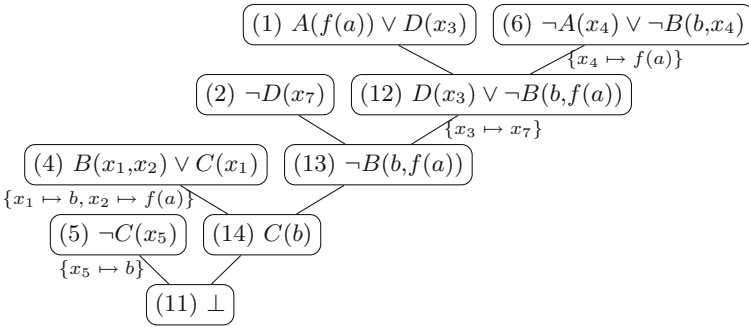 (1) A(f(a)) ∨ D(x₃) (6) ¬A(x₄) ∨ ¬B(b,x₄)
{x₄ ↦ f(a)}
(2) ¬D(x₇) (12) D(x₃) ∨ ¬B(b,f(a))
{x₃ ↦ x₇}
(4) B(x₁,x₂) ∨ C(x₁) (13) ¬B(b,f(a))
{x₁ ↦ b, x₂ ↦ f(a)}
(5) ¬C(x₅) (14) C(b)
{x₅ ↦ b}
(11) ⊥